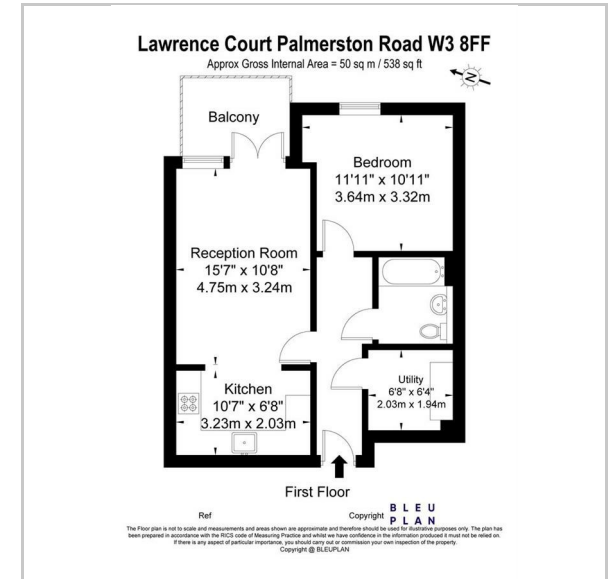 Lawrence Court Palmerston Road W3 8FF
Approx Gross Internal Area = 50 sq m / 538 sq ft
N
Balcony
Bedroom
11'11" x 10'11"
3.64m x 3.32m
Reception Room
15'7" x 10'8"
4.75m x 3.24m
Kitchen
10'7" x 6'8"
3.23m x 2.03m
Utility
6'8" x 6'4"
2.03m x 1.94m
First Floor
Ref
Copyright BLEU PLAN
The Floor plan is not to scale and measurements and areas shown are approximate and therefore should be used for illustrative purposes only. The plan has
been prepared in accordance with the RICS code of Measuring Practice and whilst we have confidence in the information produced it must not be relied on.
If there is any aspect of particular importance, you should carry out or commission your own inspection of the property.
Copyright @ BLEUPLAN